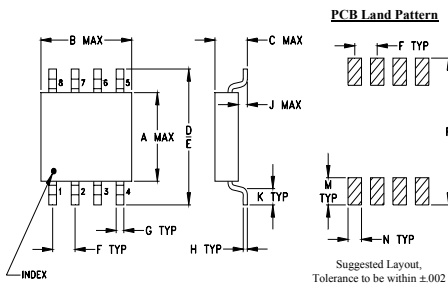 PCB Land Pattern
B MAX
C MAX
F TYP
8 7 6 5
J MAX
A MAX
D
E
K TYP
M
TYP
1 2 3 4
G TYP
F TYP
H TYP
N TYP
INDEX
Suggested Layout,
Tolerance to be within ±.002